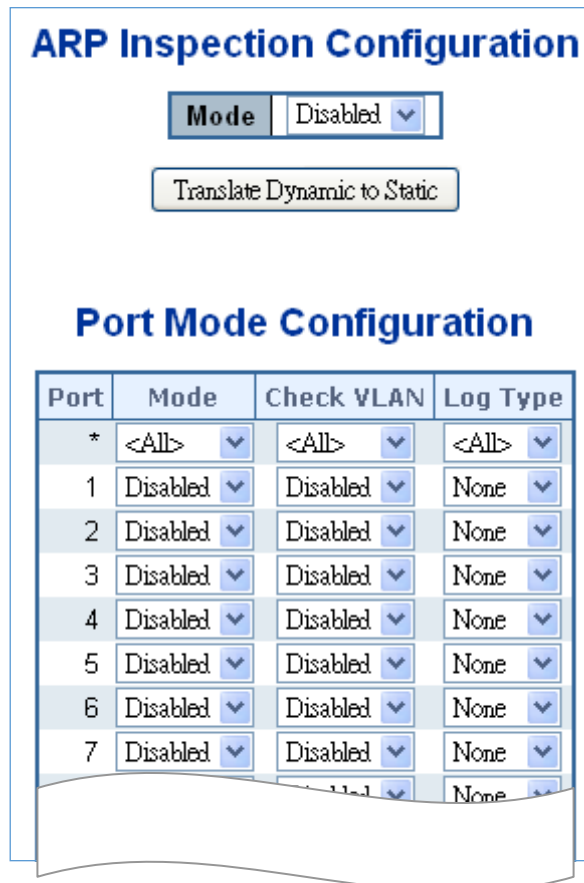 ARP Inspection Configuration
Mode Disabled
Translate Dynamic to Static
Port Mode Configuration
Port Mode Check VLAN Log Type
* <All> <All> <All>
1 Disabled Disabled None
2 Disabled Disabled None
3 Disabled Disabled None
4 Disabled Disabled None
5 Disabled Disabled None
6 Disabled Disabled None
7 Disabled Disabled None
None